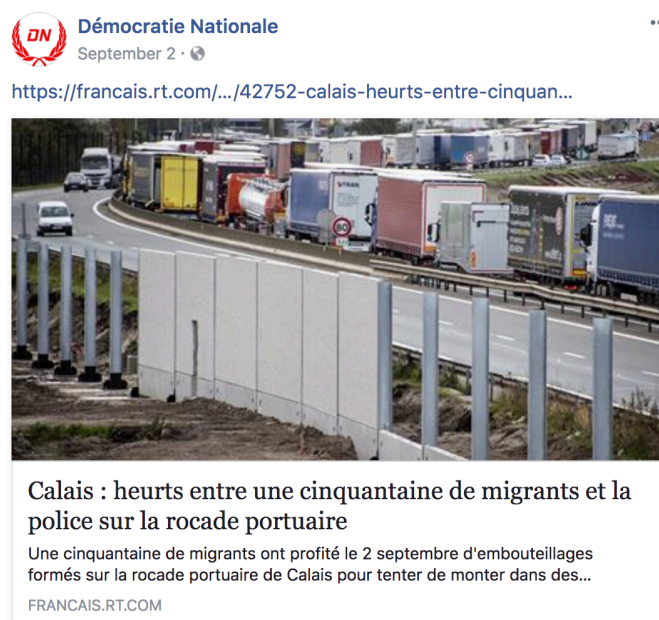 DN
Démocratie Nationale
September 2 ·
https://francais.rt.com/.../42752-calais-heurts-entre-cinquan...
80
Calais : heurts entre une cinquantaine de migrants et la
police sur la rocade portuaire
Une cinquantaine de migrants ont profité le 2 septembre d'embouteillages
formés sur la rocade portuaire de Calais pour tenter de monter dans des...
FRANCAIS.RT.COM